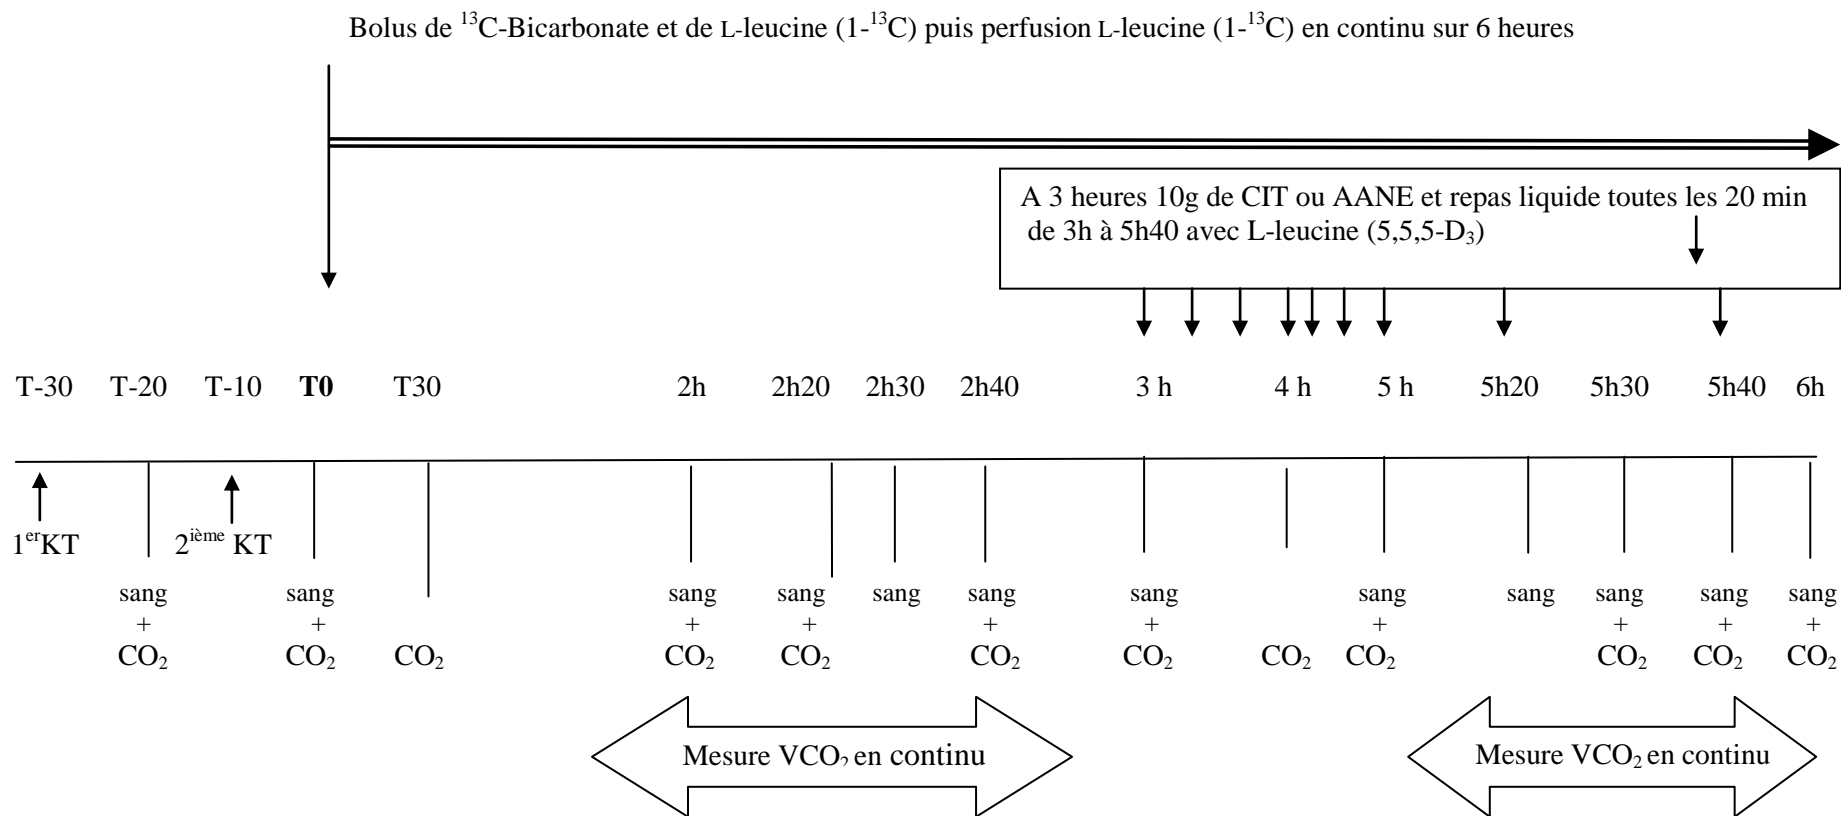 Bolus de ¹³C-Bicarbonate et de L-leucine (1-¹³C) puis perfusion L-leucine (1-¹³C) en continu sur 6 heures
A 3 heures 10g de CIT ou AANE et repas liquide toutes les 20 min
de 3h à 5h40 avec L-leucine (5,5,5-D₃)
T-30 T-20 T-10 T0 T30 2h 2h20 2h30 2h40 3 h 4 h 5 h 5h20 5h30 5h40 6h
1ᵉʳKT 2ⁱᵉ̀ᵐᵉ KT
sang sang sang sang sang sang sang sang sang sang sang sang
+ + + + + + + + + +
CO₂ CO₂ CO₂ CO₂ CO₂ CO₂ CO₂ CO₂ CO₂ CO₂ CO₂ CO₂
Mesure VCO₂ en continu Mesure VCO₂ en continu